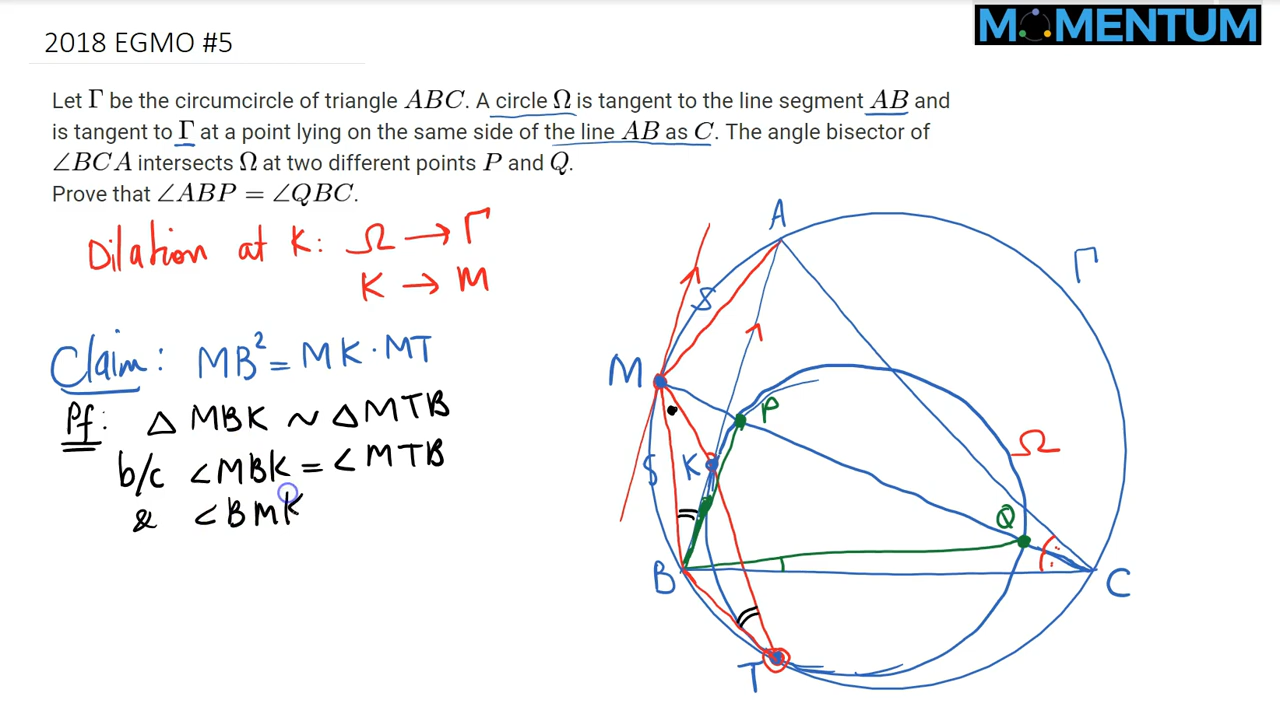 MOMENTUM
2018 EGMO #5
Let Γ be the circumcircle of triangle ABC. A circle Ω is tangent to the line segment AB and
is tangent to Γ at a point lying on the same side of the line AB as C. The angle bisector of
∠BCA intersects Ω at two different points P and Q.
Prove that ∠ABP = ∠QBC.
Dilation at K: Ω → Γ
K → M
Claim: MB² = MK · MT
Pf: △ MBK ~ △ MTB
b/c ∠MBK = ∠MTB
& ∠BMK
A
Γ
S
M
P
S
K
Ω
Q
B
C
T